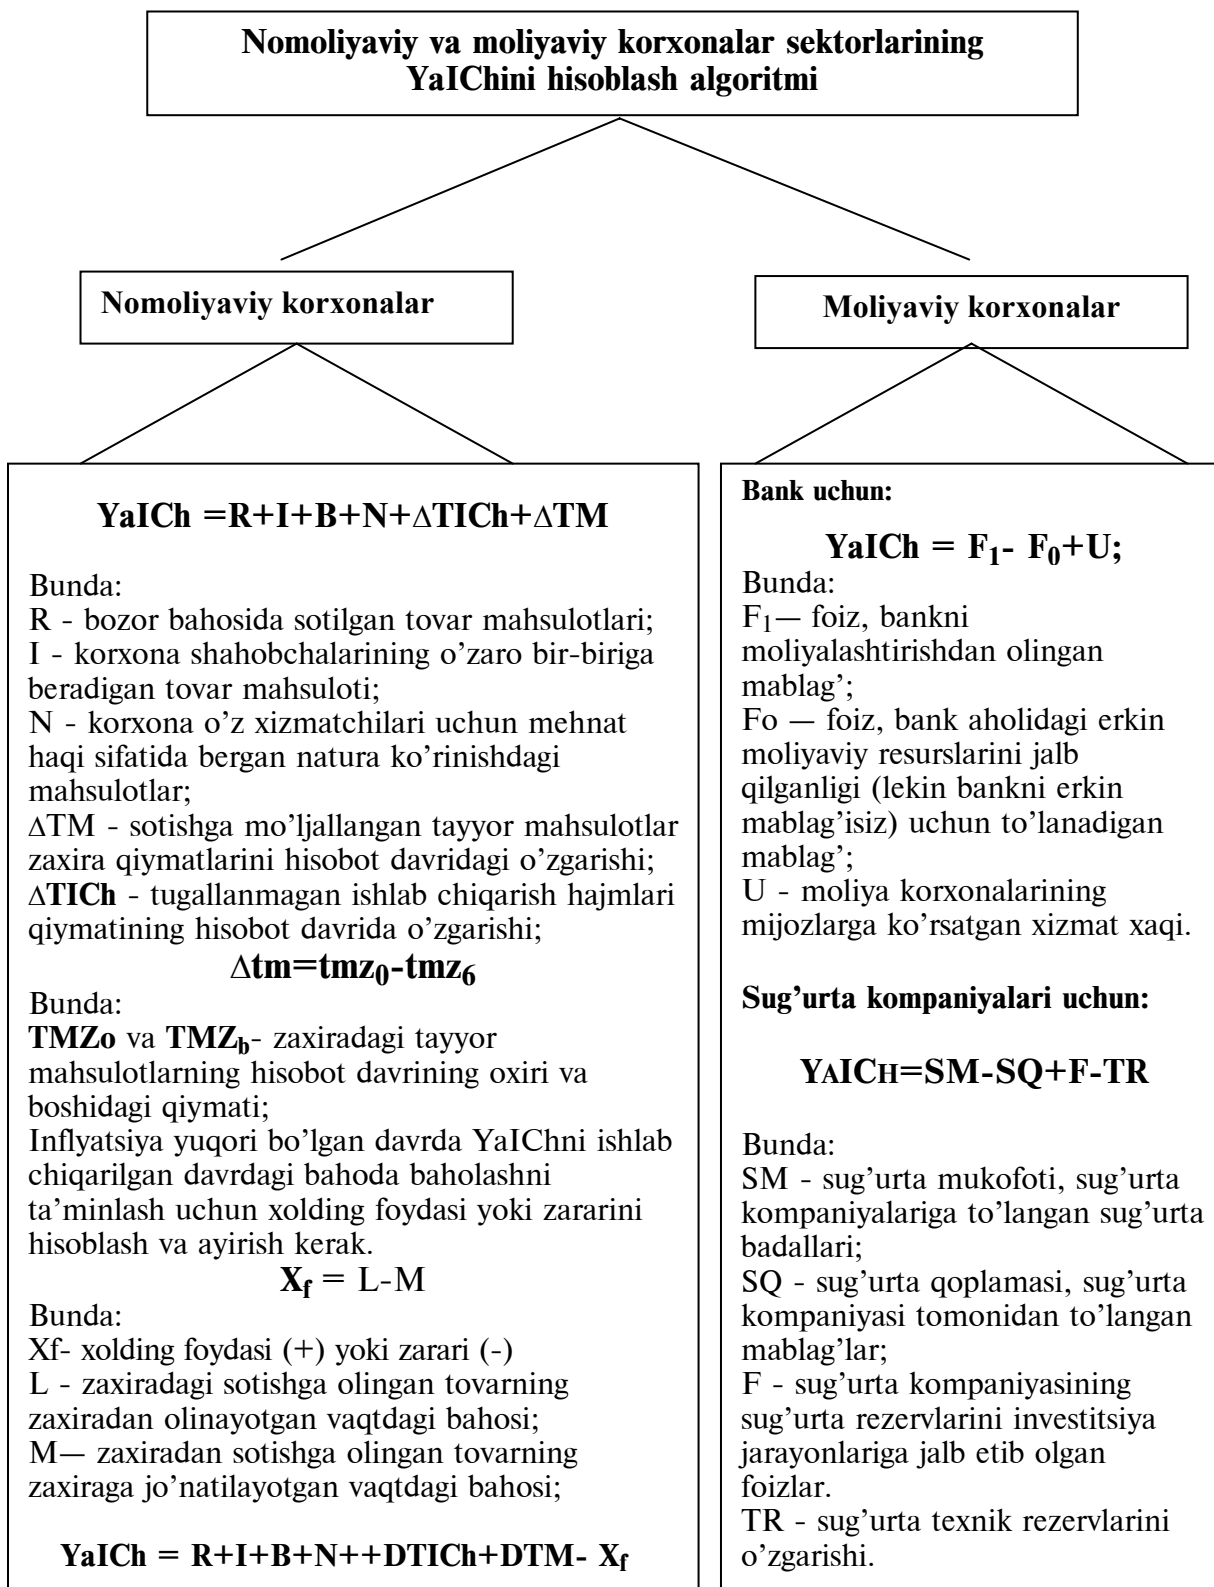 Nomoliyaviy va moliyaviy korxonalar sektorlarining
YaIChini hisoblash algoritmi
Nomoliyaviy korxonalar
Moliyaviy korxonalar
YaICh =R+I+B+N+∆TICh+∆TM
Bunda:
R - bozor bahosida sotilgan tovar mahsulotlari;
I - korxona shahobchalarining o’zaro bir-biriga
beradigan tovar mahsuloti;
N - korxona o’z xizmatchilari uchun mehnat
haqi sifatida bergan natura ko’rinishdagi
mahsulotlar;
∆TM - sotishga mo’ljallangan tayyor mahsulotlar
zaxira qiymatlarini hisobot davridagi o’zgarishi;
∆TICh - tugallanmagan ishlab chiqarish hajmlari
qiymatining hisobot davrida o’zgarishi;
∆tm=tmz₀-tmz₆
Bunda:
TMZo va TMZb- zaxiradagi tayyor
mahsulotlarning hisobot davrining oxiri va
boshidagi qiymati;
Inflyatsiya yuqori bo’lgan davrda YaIChni ishlab
chiqarilgan davrdagi bahoda baholashni
ta’minlash uchun xolding foydasi yoki zararini
hisoblash va ayirish kerak.
Xf = L-M
Bunda:
Xf- xolding foydasi (+) yoki zarari (-)
L - zaxiradagi sotishga olingan tovarning
zaxiradan olinayotgan vaqtdagi bahosi;
M— zaxiradan sotishga olingan tovarning
zaxiraga jo’natilayotgan vaqtdagi bahosi;
YaICh = R+I+B+N++DTICh+DTM- Xf
Bank uchun:
YaICh = F₁- F₀+U;
Bunda:
F₁— foiz, bankni
moliyalashtirishdan olingan
mablag’;
Fo — foiz, bank aholidagi erkin
moliyaviy resurslarini jalb
qilganligi (lekin bankni erkin
mablag’isiz) uchun to’lanadigan
mablag’;
U - moliya korxonalarining
mijozlarga ko’rsatgan xizmat xaqi.
Sug’urta kompaniyalari uchun:
YAICH=SM-SQ+F-TR
Bunda:
SM - sug’urta mukofoti, sug’urta
kompaniyalariga to’langan sug’urta
badallari;
SQ - sug’urta qoplamasi, sug’urta
kompaniyasi tomonidan to’langan
mablag’lar;
F - sug’urta kompaniyasining
sug’urta rezervlarini investitsiya
jarayonlariga jalb etib olgan
foizlar.
TR - sug’urta texnik rezervlarini
o’zgarishi.